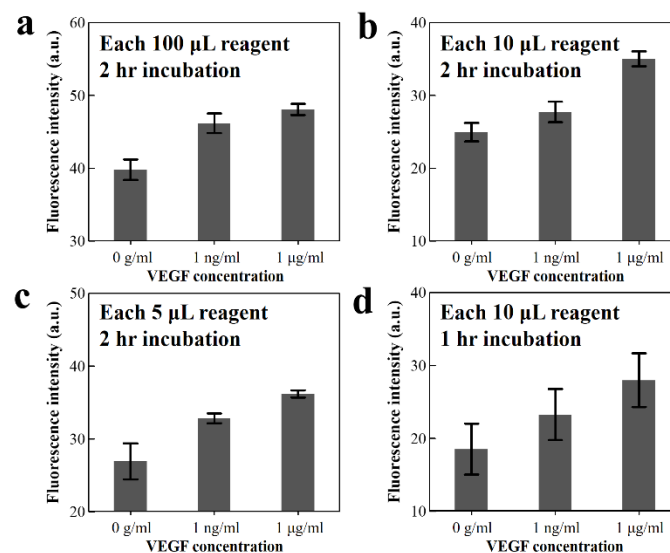 a
Each 100 µL reagent
2 hr incubation
Fluorescence intensity (a.u.)
60
50
40
30
0 g/ml 1 ng/ml 1 µg/ml
VEGF concentration
b
Each 10 µL reagent
2 hr incubation
Fluorescence intensity (a.u.)
40
30
20
10
0 g/ml 1 ng/ml 1 µg/ml
VEGF concentration
c
Each 5 µL reagent
2 hr incubation
Fluorescence intensity (a.u.)
50
40
30
20
0 g/ml 1 ng/ml 1 µg/ml
VEGF concentration
d
Each 10 µL reagent
1 hr incubation
Fluorescence intensity (a.u.)
40
30
20
10
0 g/ml 1 ng/ml 1 µg/ml
VEGF concentration